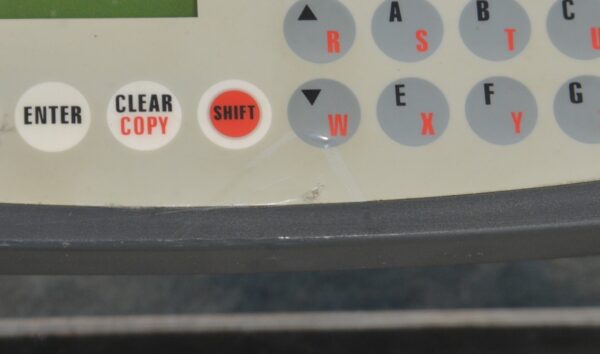 ▲ R
A S
B T
C U
ENTER
CLEAR
COPY
SHIFT
▼ W
E X
F Y
G